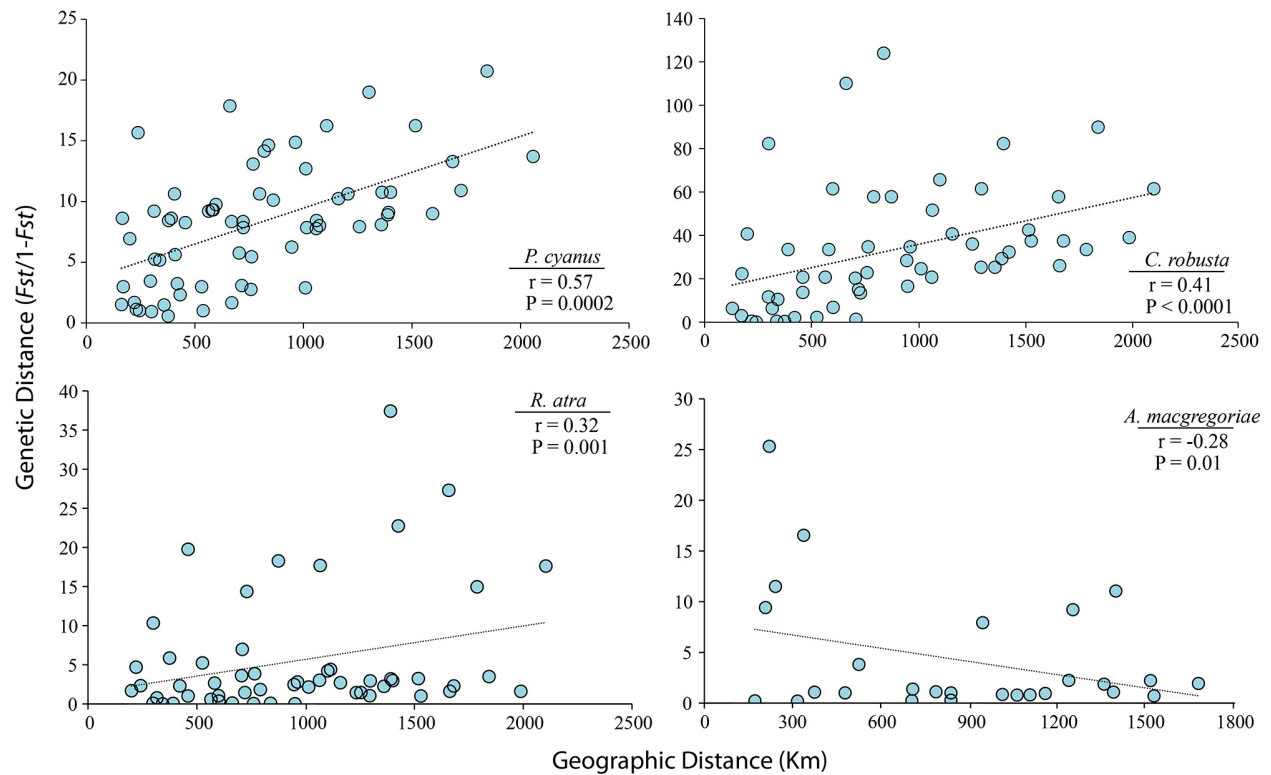 Genetic Distance (Fst/1-Fst)
25
20
15
10
5
0
0 500 1000 1500 2000 2500
P. cyanus
r = 0.57
P = 0.0002
140
120
100
80
60
40
20
0
0 500 1000 1500 2000 2500
C. robusta
r = 0.41
P < 0.0001
40
35
30
25
20
15
10
5
0
0 500 1000 1500 2000 2500
R. atra
r = 0.32
P = 0.001
30
25
20
15
10
5
0
0 300 600 900 1200 1500 1800
A. macgregoriae
r = -0.28
P = 0.01
Geographic Distance (Km)